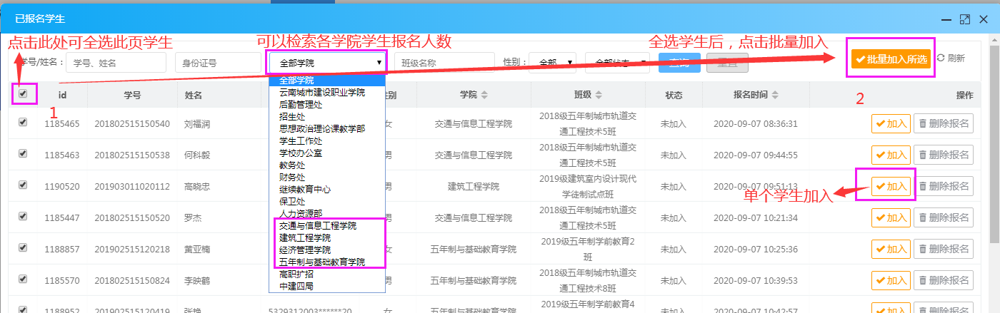 已报名学生
点击此处可全选此页学生
可以检索各学院学生报名人数
全选学生后，点击批量加入
学号/姓名： 学号、姓名 身份证号 全部学院 班级名称 性别： 全部 全部状态 查询 重置 批量加入所选 刷新
全部学院
云南城市建设职业学院
后勤管理处
招生处
思想政治理论课教学部
学生工作处
学校办公室
教务处
财务处
继续教育中心
保卫处
人力资源部
交通与信息工程学院
建筑工程学院
经济管理学院
五年制与基础教育学院
高职扩招
中建四局
id 学号 姓名 性别 学院 班级 状态 报名时间 操作
1
2
1185465 201802515150540 刘福润 女 交通与信息工程学院 2018级五年制城市轨道交通工程技术5班 未加入 2020-09-07 08:36:31 加入 删除报名
1185463 201802515150538 何科毅 男 交通与信息工程学院 2018级五年制城市轨道交通工程技术5班 未加入 2020-09-07 09:44:55 加入 删除报名
1190520 201903011020112 高晓忠 男 建筑工程学院 2019级建筑室内设计现代学徒制试点班 未加入 2020-09-07 09:51:13 加入 删除报名
单个学生加入
1185447 201802515150520 罗杰 男 交通与信息工程学院 2018级五年制城市轨道交通工程技术5班 未加入 2020-09-07 10:21:34 加入 删除报名
1188857 201902515120218 黄亚楠 女 五年制与基础教育学院 2019级五年制学前教育2班 未加入 2020-09-07 10:25:36 加入 删除报名
1185570 201802515150824 李映鹤 男 五年制与基础教育学院 2018级五年制城市轨道交通工程技术8班 未加入 2020-09-07 10:39:53 加入 删除报名
1188952 201902515120419 张艳 5329312003******20 女 五年制与基础教育学院 2019级五年制学前教育4 未加入 2020-09-07 10:42:57 加入 删除报名